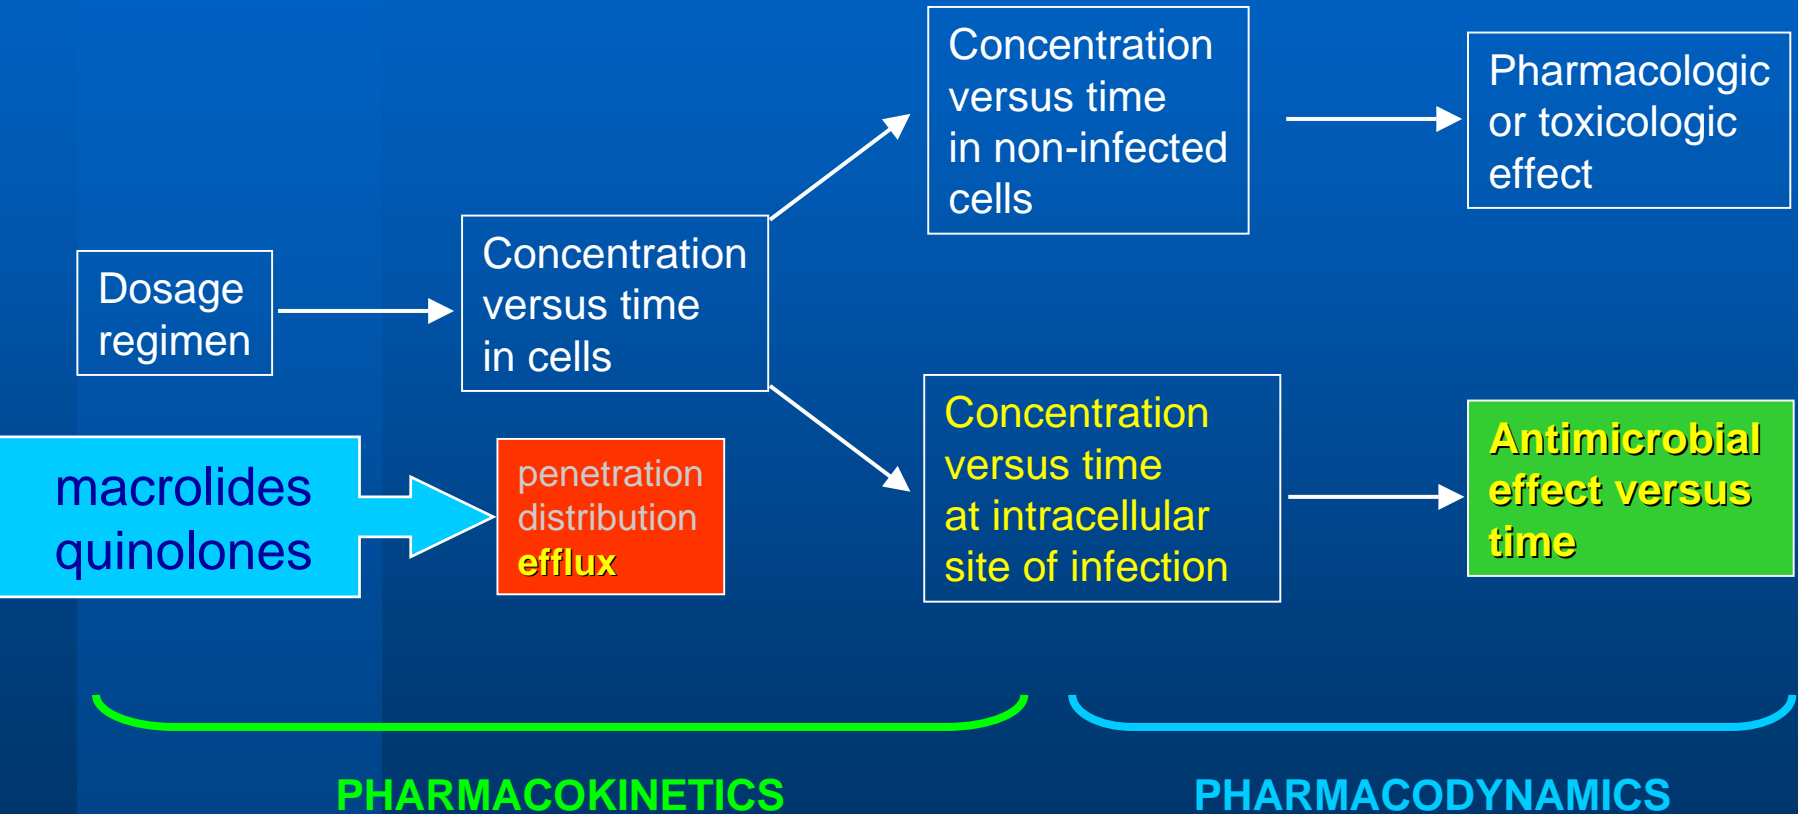 Dosage
regimen
Concentration
versus time
in cells
Concentration
versus time
in non-infected
cells
Pharmacologic
or toxicologic
effect
macrolides
quinolones
penetration
distribution
efflux
Concentration
versus time
at intracellular
site of infection
Antimicrobial
effect versus
time
PHARMACOKINETICS
PHARMACODYNAMICS